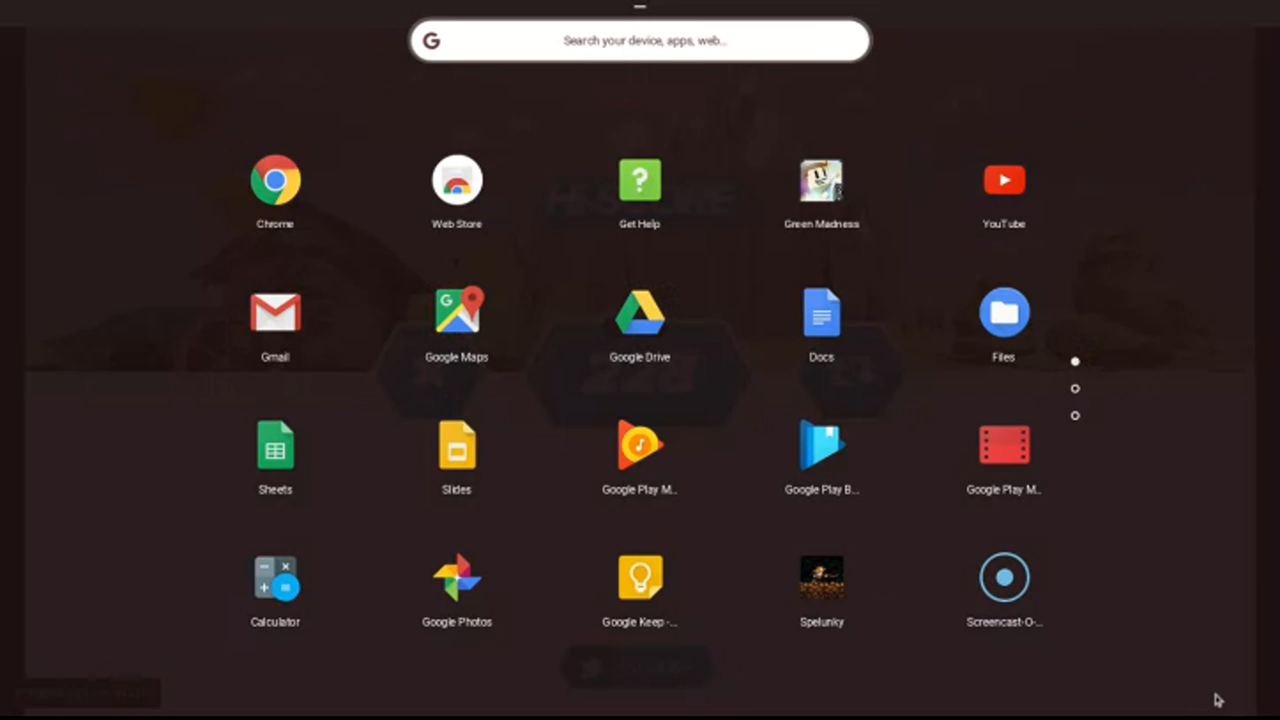 Search your device, apps, web...
Chrome
Web Store
Get Help
Green Madness
YouTube
Gmail
Google Maps
Google Drive
Docs
Files
Sheets
Slides
Google Play M...
Google Play B...
Google Play M...
Calculator
Google Photos
Google Keep -...
Spelunky
Screencast-O-...
228